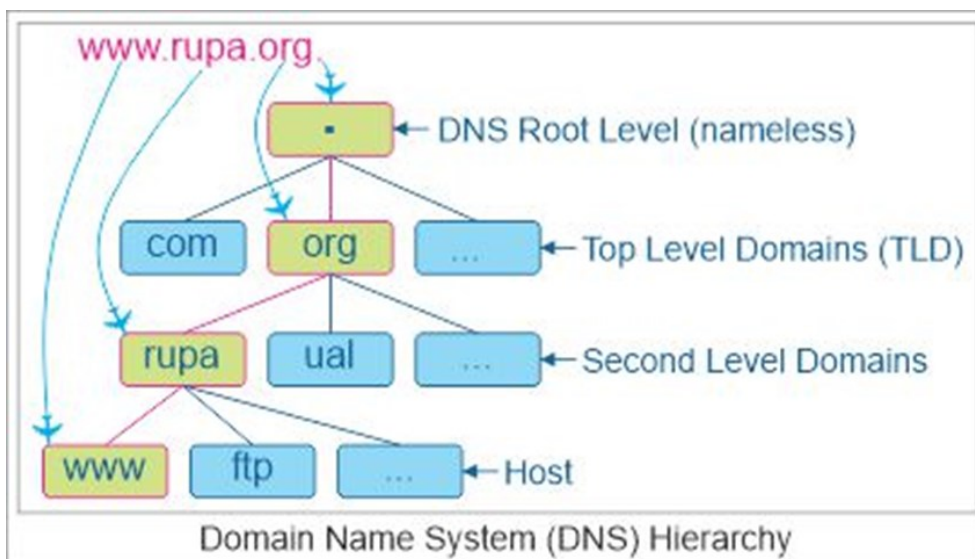 www.rupa.org.
. DNS Root Level (nameless)
com org ... Top Level Domains (TLD)
rupa ual ... Second Level Domains
www ftp ... Host
Domain Name System (DNS) Hierarchy